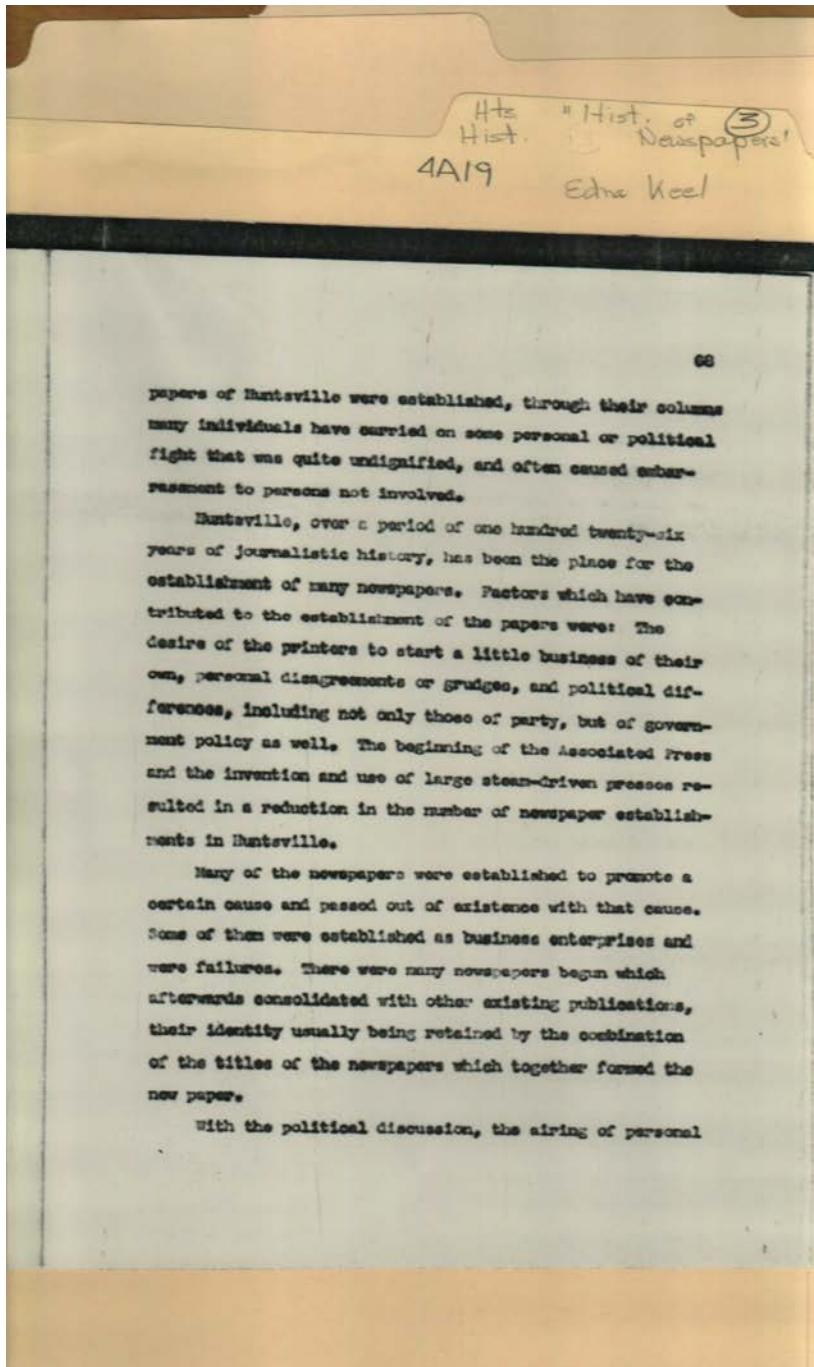 Hts "Hist. of 3
Hist. Newspapers"
4A19
Edna Keel
68
papers of Huntsville were established, through their columns
many individuals have carried on some personal or political
fight that was quite undignified, and often caused embar-
rassment to persons not involved.
Huntsville, over a period of one hundred twenty-six
years of journalistic history, has been the place for the
establishment of many newspapers. Factors which have con-
tributed to the establishment of the papers were: The
desire of the printers to start a little business of their
own, personal disagreements or grudges, and political dif-
ferences, including not only those of party, but of govern-
ment policy as well. The beginning of the Associated Press
and the invention and use of large steam-driven presses re-
sulted in a reduction in the number of newspaper establish-
ments in Huntsville.
Many of the newspapers were established to promote a
certain cause and passed out of existence with that cause.
Some of them were established as business enterprises and
were failures. There were many newspapers begun which
afterwards consolidated with other existing publications,
their identity usually being retained by the combination
of the titles of the newspapers which together formed the
new paper.
With the political discussion, the airing of personal